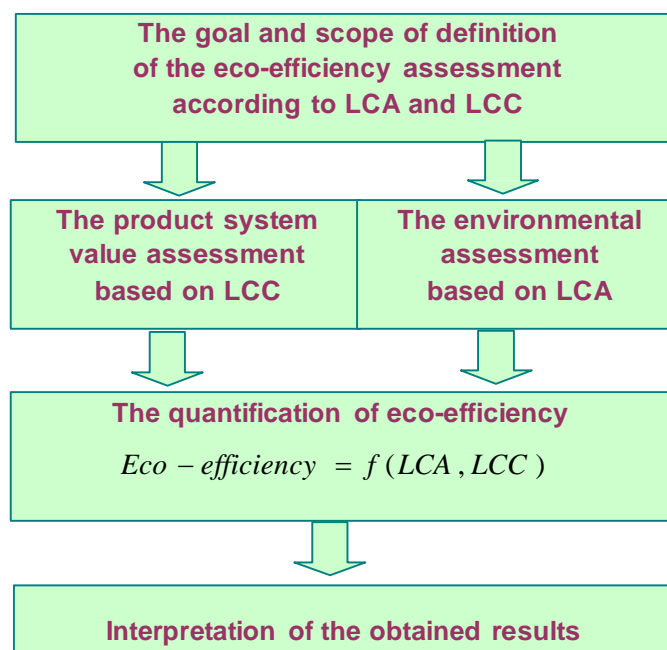 The goal and scope of definition
of the eco-efficiency assessment
according to LCA and LCC
The product system
value assessment
based on LCC
The environmental
assessment
based on LCA
The quantification of eco-efficiency
Eco − efficiency = f ( LCA , LCC )
Interpretation of the obtained results